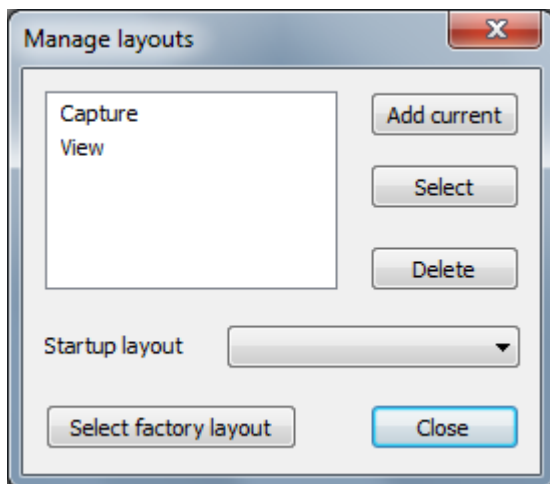 Manage layouts
Capture
View
Add current
Select
Delete
Startup layout
Select factory layout
Close